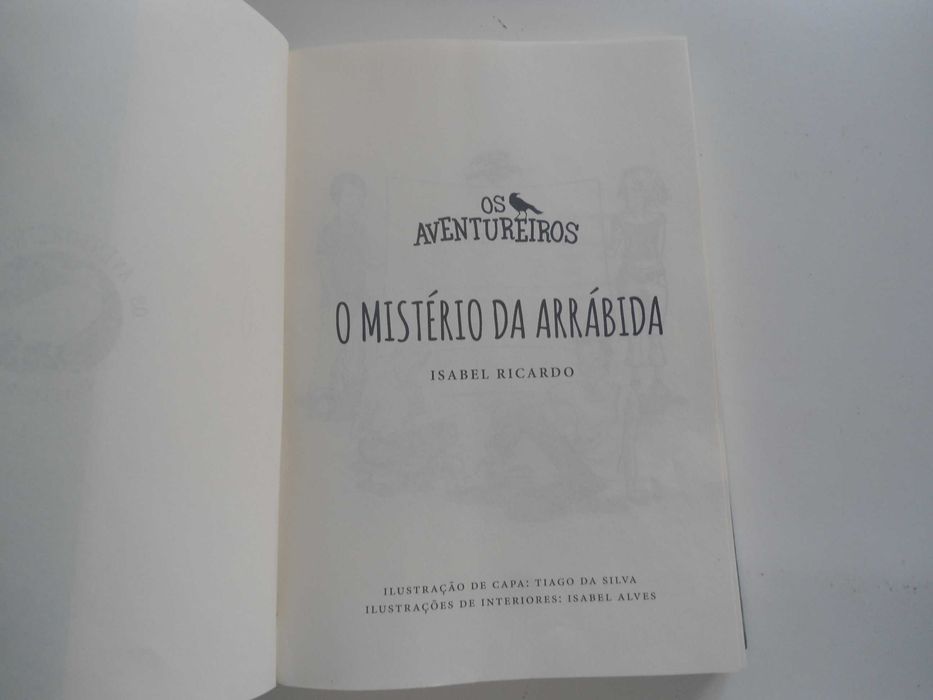 OS
AVENTUREIROS
O MISTÉRIO DA ARRÁBIDA
ISABEL RICARDO
ILUSTRAÇÃO DE CAPA: TIAGO DA SILVA
ILUSTRAÇÕES DE INTERIORES: ISABEL ALVES